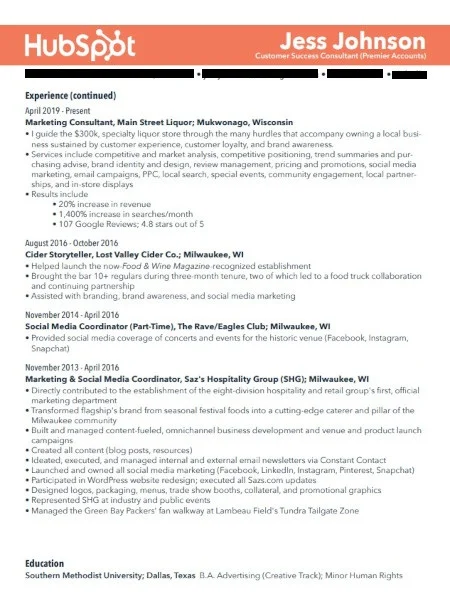 HubSpot
Jess Johnson
Customer Success Consultant (Premier Accounts)
Experience (continued)
April 2019 - Present
Marketing Consultant, Main Street Liquor; Mukwonago, Wisconsin
• I guide the $300k, specialty liquor store through the many hurdles that accompany owning a local busi-
ness sustained by customer experience, customer loyalty, and brand awareness.
• Services include competitive and market analysis, competitive positioning, trend summaries and pur-
chasing advise, brand identity and design, review management, pricing and promotions, social media
marketing, email campaigns, PPC, local search, special events, community engagement, local partner-
ships, and in-store displays
• Results include
• 20% increase in revenue
• 1,400% increase in searches/month
• 107 Google Reviews; 4.8 stars out of 5
August 2016 - October 2016
Cider Storyteller, Lost Valley Cider Co.; Milwaukee, WI
• Helped launch the now-Food & Wine Magazine-recognized establishment
• Brought the bar 10+ regulars during three-month tenure, two of which led to a food truck collaboration
and continuing partnership
• Assisted with branding, brand awareness, and social media marketing
November 2014 - April 2016
Social Media Coordinator (Part-Time), The Rave/Eagles Club; Milwaukee, WI
• Provided social media coverage of concerts and events for the historic venue (Facebook, Instagram,
Snapchat)
November 2013 - April 2016
Marketing & Social Media Coordinator, Saz's Hospitality Group (SHG); Milwaukee, WI
• Directly contributed to the establishment of the eight-division hospitality and retail group's first, official
marketing department
• Transformed flagship's brand from seasonal festival foods into a cutting-edge caterer and pillar of the
Milwaukee community
• Built and managed content-fueled, omnichannel business development and venue and product launch
campaigns
• Created all content (blog posts, resources)
• Ideated, executed, and managed internal and external email newsletters via Constant Contact
• Launched and owned all social media marketing (Facebook, LinkedIn, Instagram, Pinterest, Snapchat)
• Participated in WordPress website redesign; executed all Sazs.com updates
• Designed logos, packaging, menus, trade show booths, collateral, and promotional graphics
• Represented SHG at industry and public events
• Managed the Green Bay Packers' fan walkway at Lambeau Field's Tundra Tailgate Zone
Education
Southern Methodist University; Dallas, Texas B.A. Advertising (Creative Track); Minor Human Rights